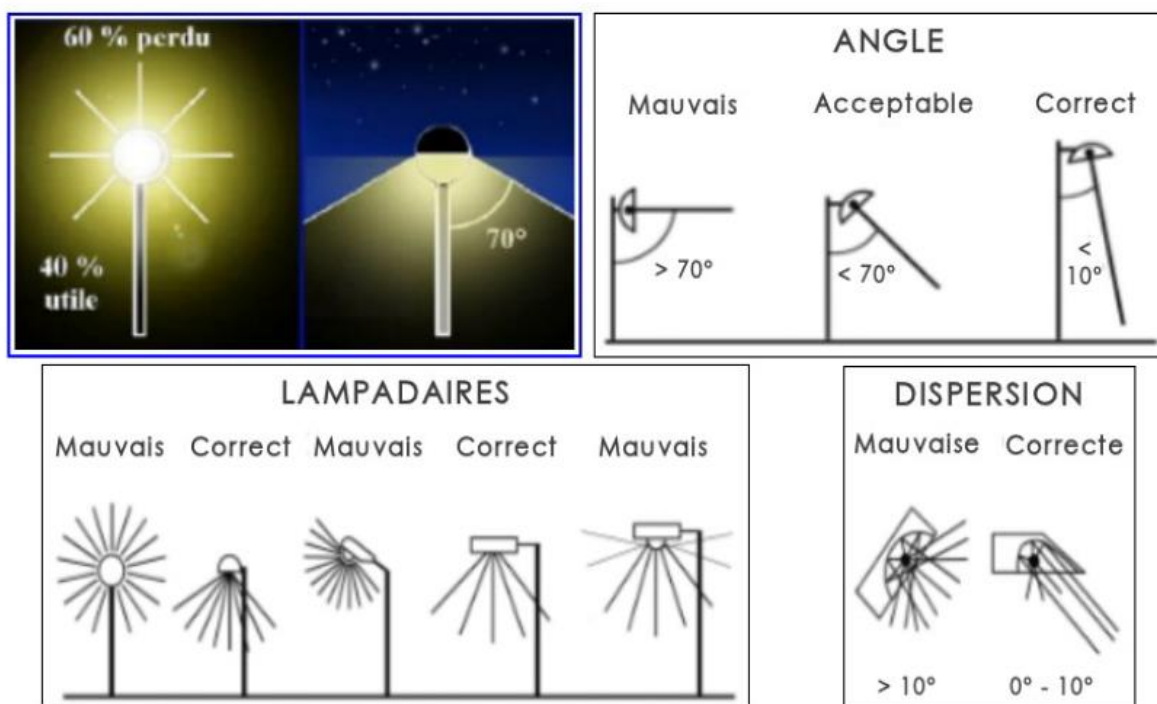 60 % perdu
40 %
utile
70°
ANGLE
Mauvais Acceptable Correct
> 70°
< 70°
<
10°
LAMPADAIRES
Mauvais Correct Mauvais Correct Mauvais
DISPERSION
Mauvaise Correcte
> 10° 0° - 10°